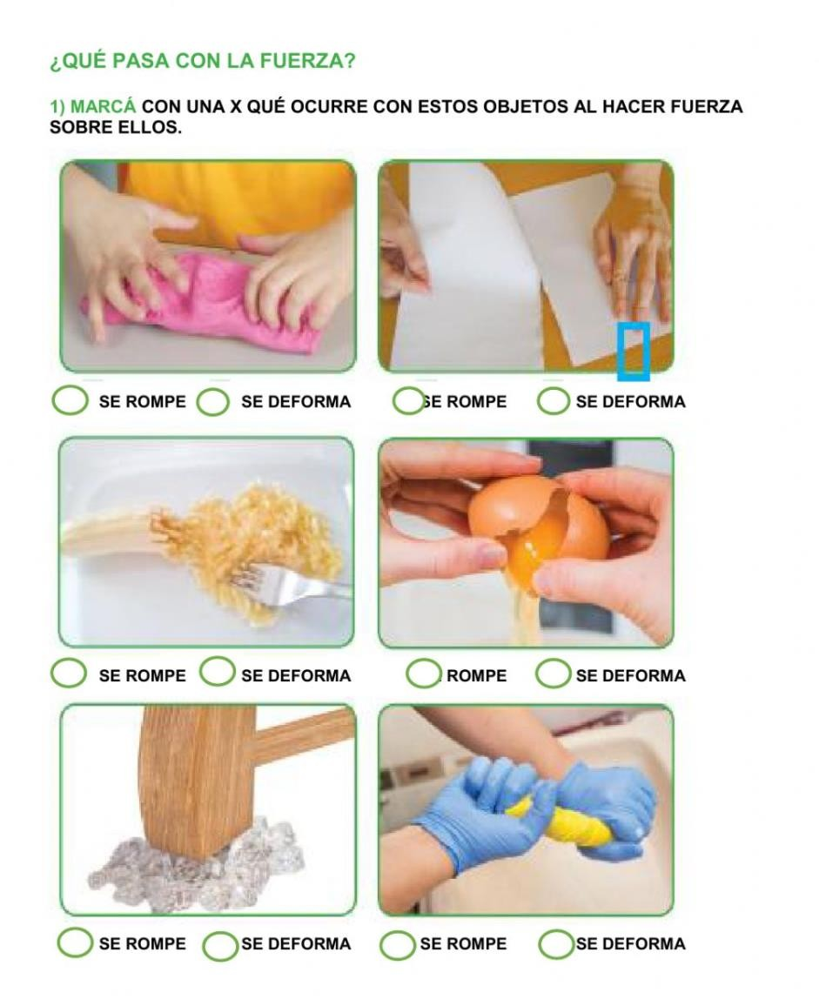 ¿QUÉ PASA CON LA FUERZA?
1) MARCÁ CON UNA X QUÉ OCURRE CON ESTOS OBJETOS AL HACER FUERZA
SOBRE ELLOS.
SE ROMPE SE DEFORMA SE ROMPE SE DEFORMA
SE ROMPE SE DEFORMA ROMPE SE DEFORMA
SE ROMPE SE DEFORMA SE ROMPE SE DEFORMA